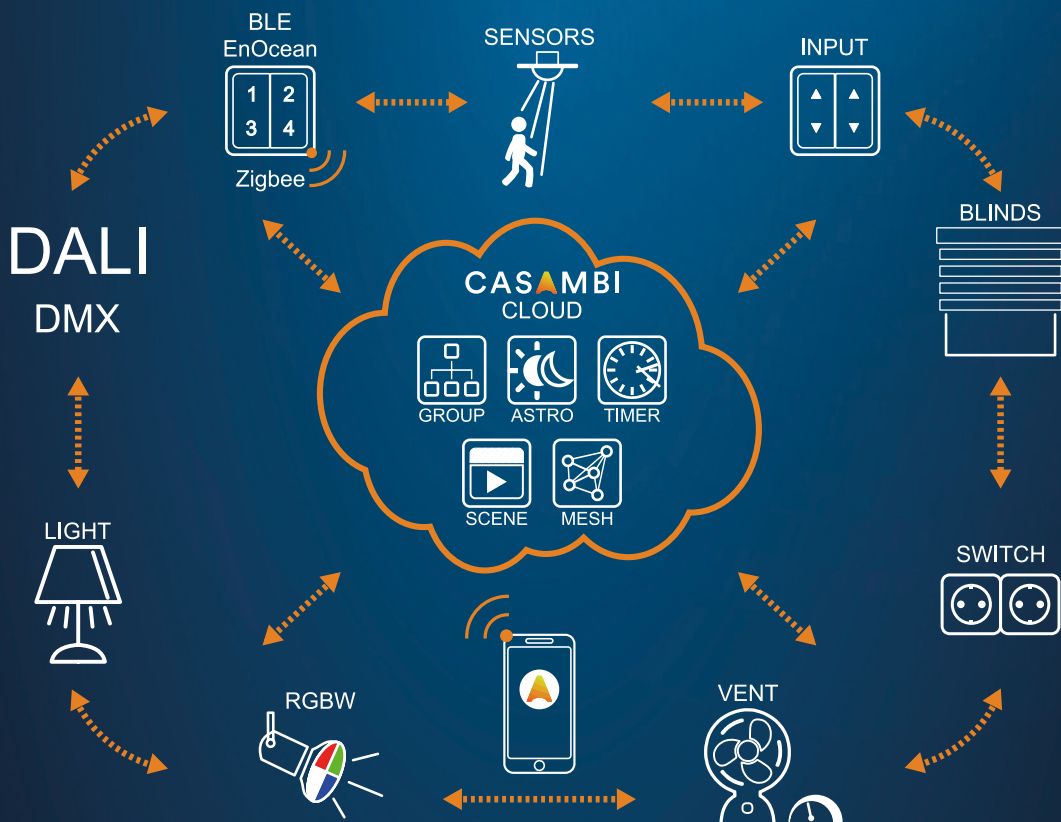 BLE
EnOcean
1 2
3 4
Zigbee
SENSORS
INPUT
DALI
DMX
BLINDS
CASAMBI
CLOUD
GROUP
ASTRO
TIMER
SCENE
MESH
LIGHT
SWITCH
RGBW
VENT